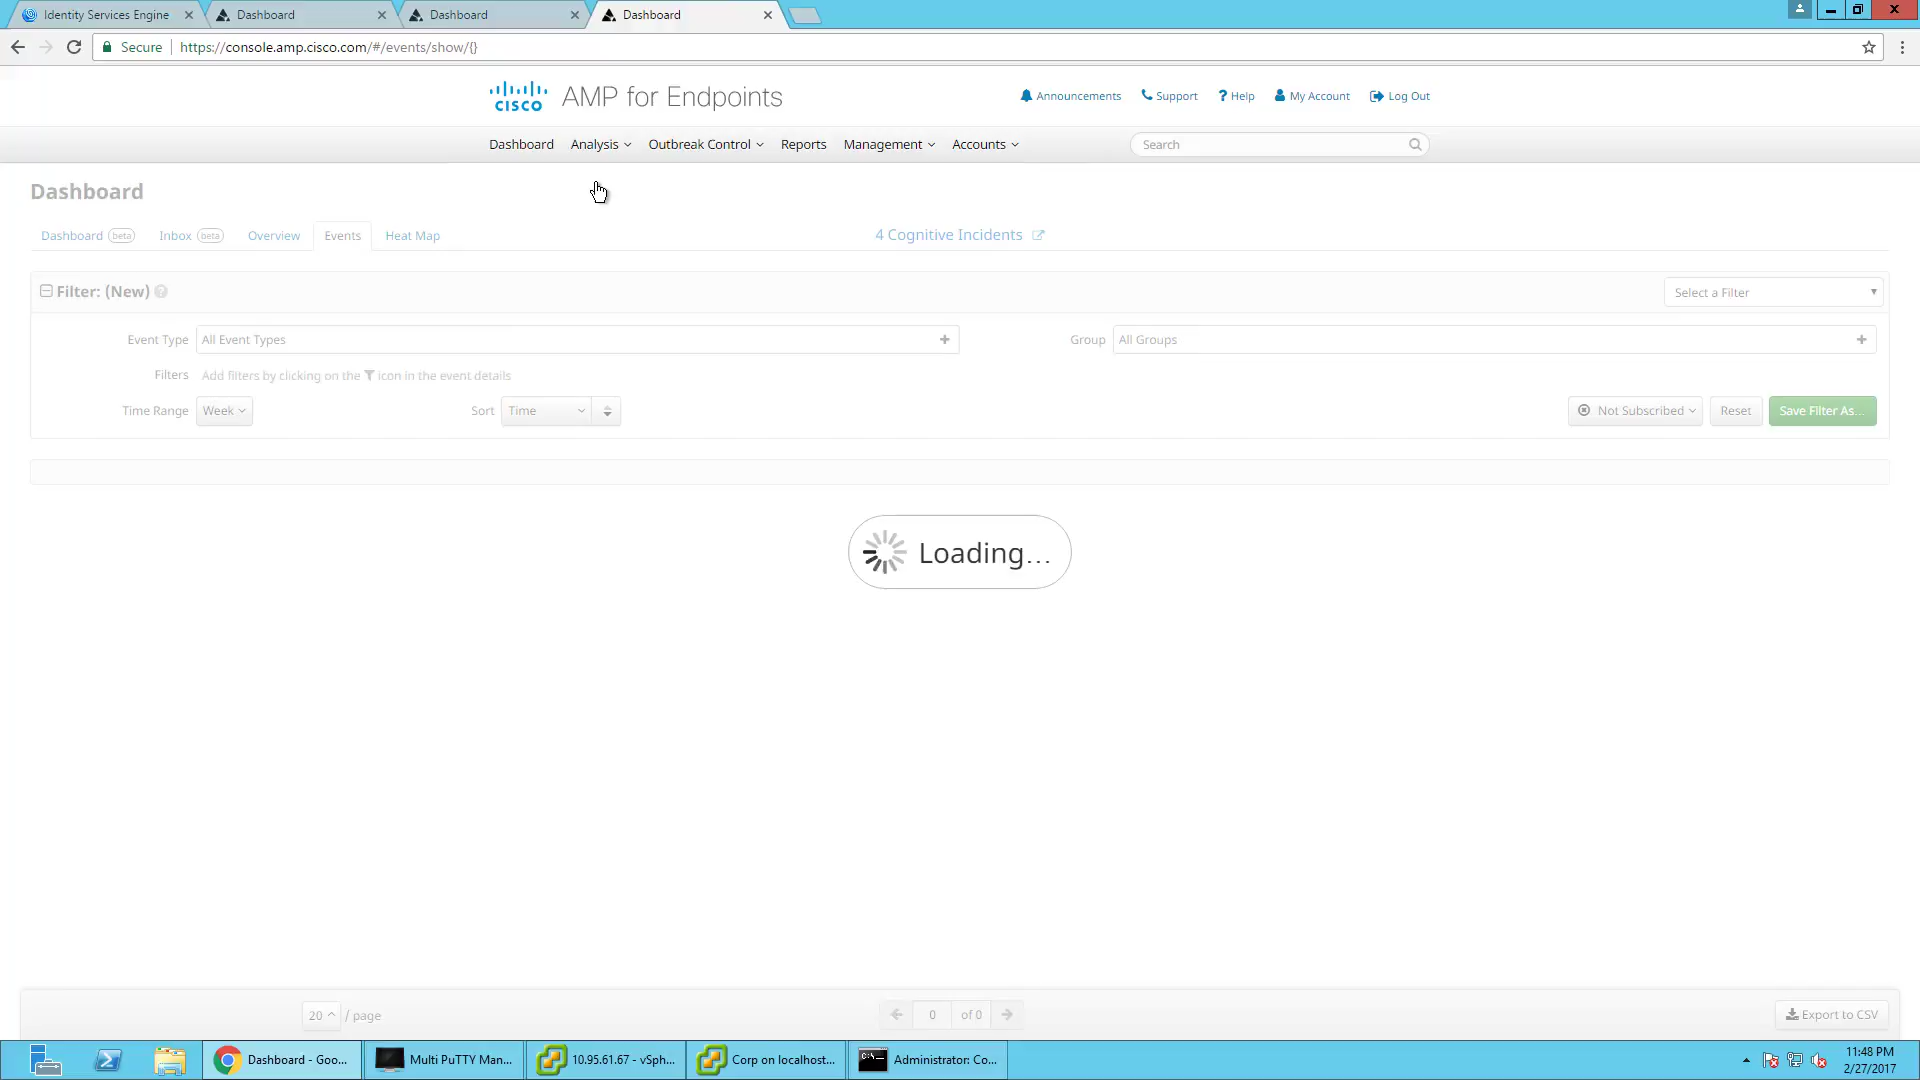 Identity Services Engine
Dashboard
Dashboard
Dashboard
Secure
https://console.amp.cisco.com/#/events/show/{}
CISCO AMP for Endpoints
Announcements
Support
? Help
My Account
Log Out
Dashboard
Analysis
Outbreak Control
Reports
Management
Accounts
Search
Dashboard
Dashboard beta
Inbox beta
Overview
Events
Heat Map
4 Cognitive Incidents
Filter: (New) ?
Select a Filter
Event Type
All Event Types
+
Group
All Groups
+
Filters
Add filters by clicking on the icon in the event details
Time Range
Week
Sort
Time
Not Subscribed
Reset
Save Filter As...
Loading...
20
/ page
0
of 0
Export to CSV
Dashboard - Goo...
Multi PuTTY Man...
10.95.61.67 - vSph...
Corp on localhost...
Administrator: Co...
11:48 PM
2/27/2017